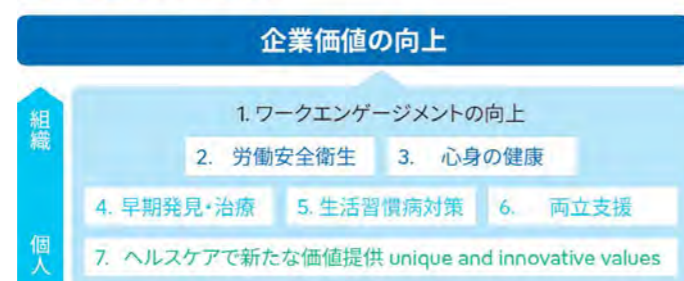 企業価値の向上
組織
1. ワークエンゲージメントの向上
2. 労働安全衛生
3. 心身の健康
4. 早期発見・治療
5. 生活習慣病対策
6. 両立支援
個人
7. ヘルスケアで新たな価値提供 unique and innovative values